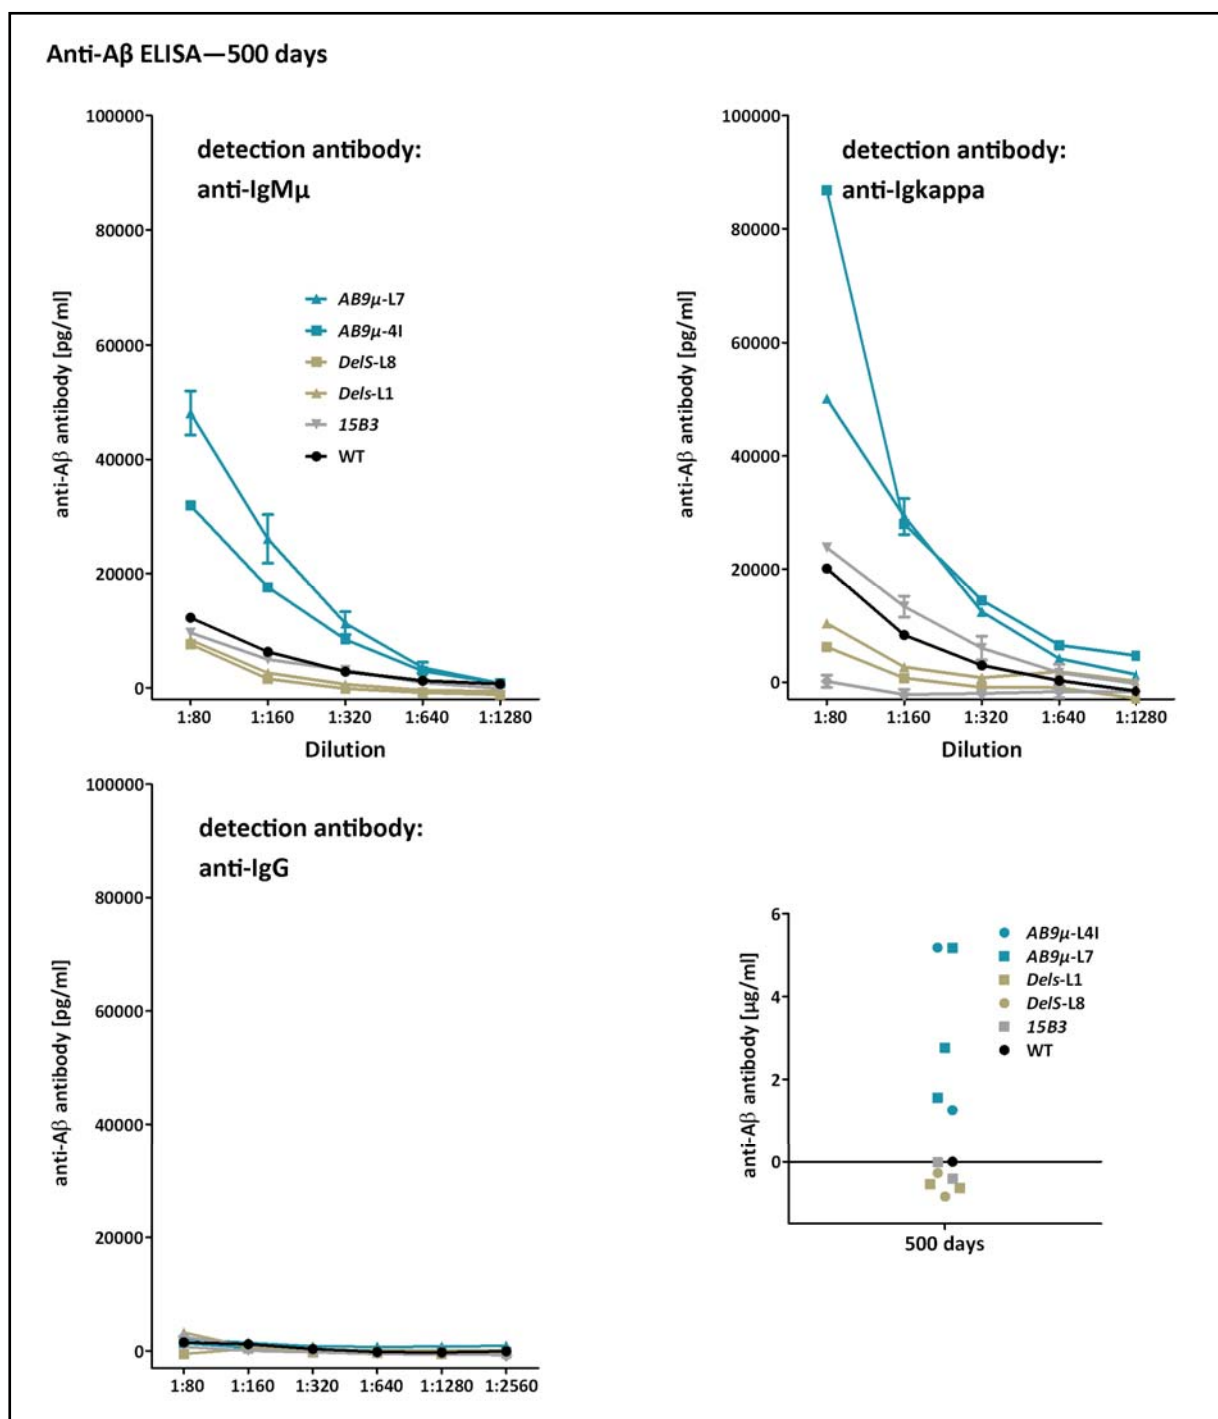 Anti-Aβ ELISA—500 days
100000
80000
60000
40000
20000
0
anti-Aβ antibody [pg/ml]
detection antibody:
anti-IgMµ
AB9µ-L7
AB9µ-4I
DelS-L8
Dels-L1
15B3
WT
1:80 1:160 1:320 1:640 1:1280
Dilution
100000
80000
60000
40000
20000
0
anti-Aβ antibody [pg/ml]
detection antibody:
anti-Igkappa
1:80 1:160 1:320 1:640 1:1280
Dilution
100000
80000
60000
40000
20000
0
anti-Aβ antibody [pg/ml]
detection antibody:
anti-IgG
1:80 1:160 1:320 1:640 1:1280 1:2560
6
4
2
0
anti-Aβ antibody [µg/ml]
AB9µ-L4I
AB9µ-L7
Dels-L1
DelS-L8
15B3
WT
500 days